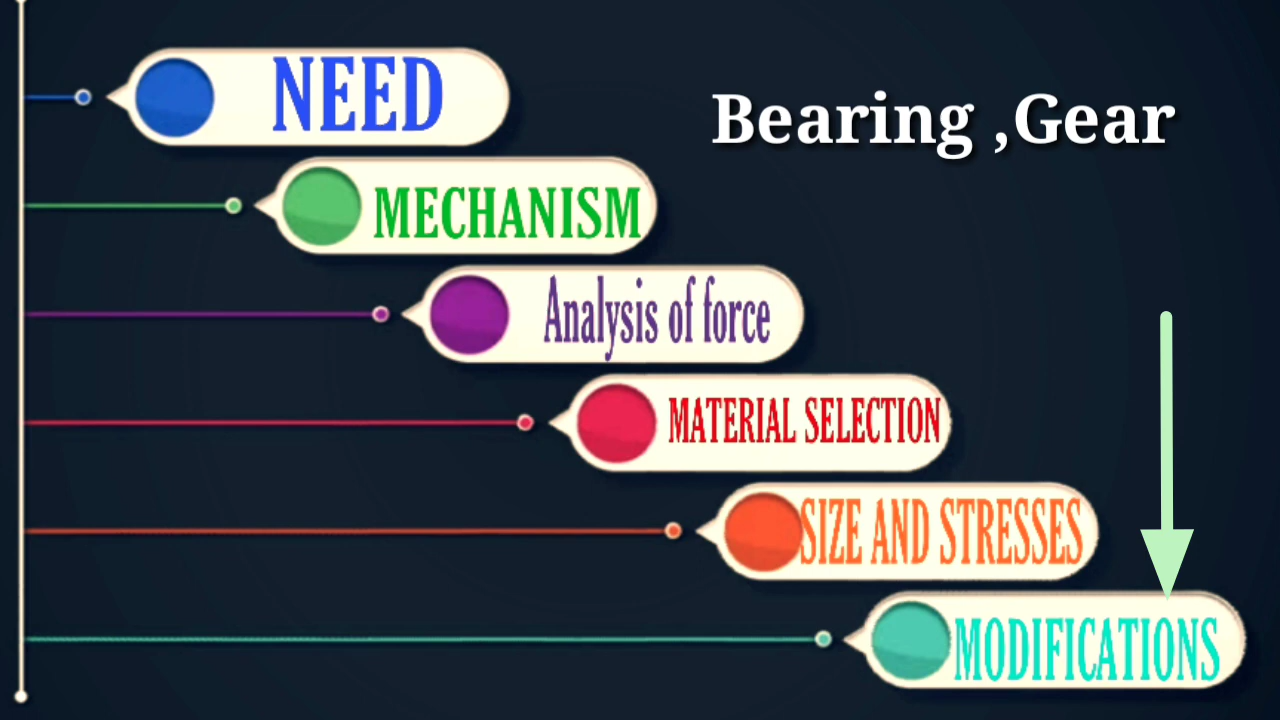 NEED
Bearing ,Gear
MECHANISM
Analysis of force
MATERIAL SELECTION
SIZE AND STRESSES
MODIFICATIONS